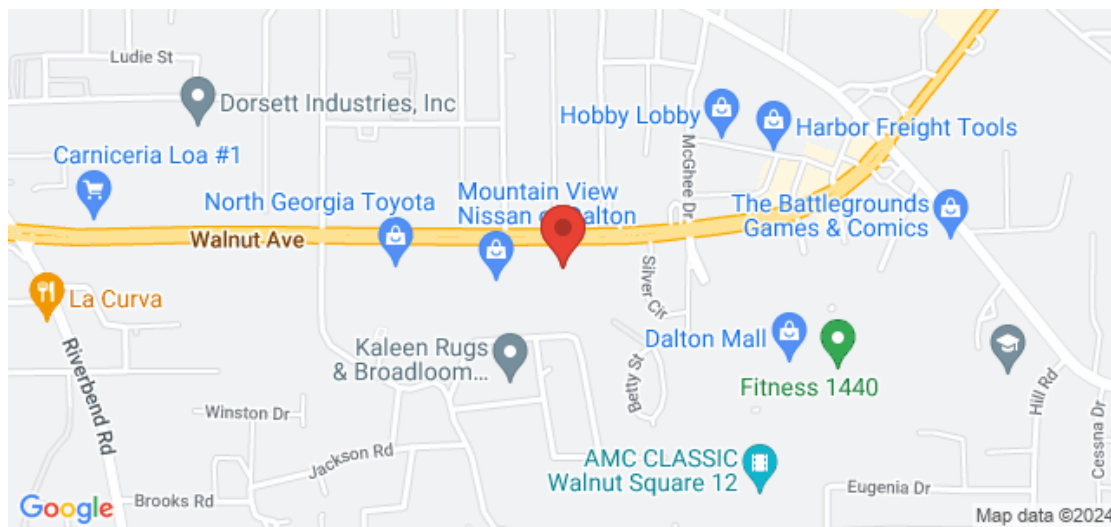 Ludie St
Dorsett Industries, Inc
Hobby Lobby
Harbor Freight Tools
McGhee Dr
Carniceria Loa #1
North Georgia Toyota
Mountain View
Nissan of Dalton
The Battlegrounds
Games & Comics
Walnut Ave
Silver Cir
La Curva
Riverbend Rd
Kaleen Rugs
& Broadloom...
Betty St
Dalton Mall
Fitness 1440
Hill Rd
Cessna Dr
Winston Dr
Jackson Rd
AMC CLASSIC
Walnut Square 12
Brooks Rd
Eugenia Dr
Google
Map data ©2024